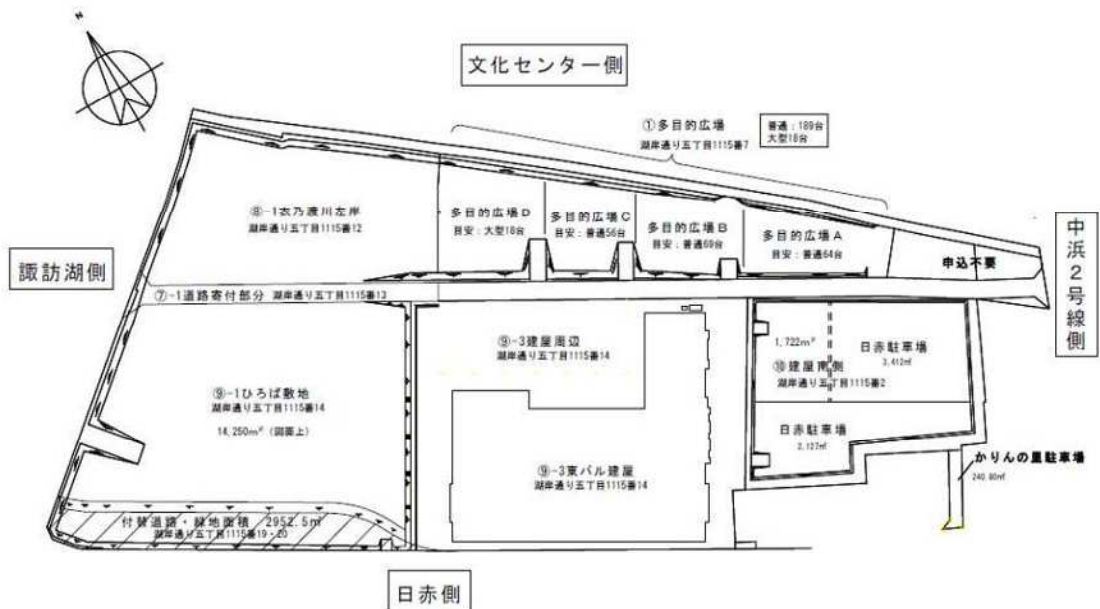 N
文化センター側
①多目的広場
湖岸通り五丁目1115番7
普通:189台
大型18台
⑧-1衣乃渡川左岸
湖岸通り五丁目1115番12
多目的広場D
目安:大型18台
多目的広場C
目安:普通56台
多目的広場B
目安:普通69台
多目的広場A
目安:普通64台
申込不要
中浜2号線側
諏訪湖側
⑦-1道路寄付部分 湖岸通り五丁目1115番13
⑨-3建屋周辺
湖岸通り五丁目1115番14
1,722m²
日赤駐車場
3,412㎡
⑩建屋南側
湖岸通り五丁目1115番2
⑨-1ひろば敷地
湖岸通り五丁目1115番14
14,250m²(図面上)
日赤駐車場
2,127㎡
かりんの里駐車場
240.80㎡
⑨-3東バル建屋
湖岸通り五丁目1115番14
付替道路・緑地面積 2952.5㎡
湖岸通り五丁目1115番19・20
日赤側